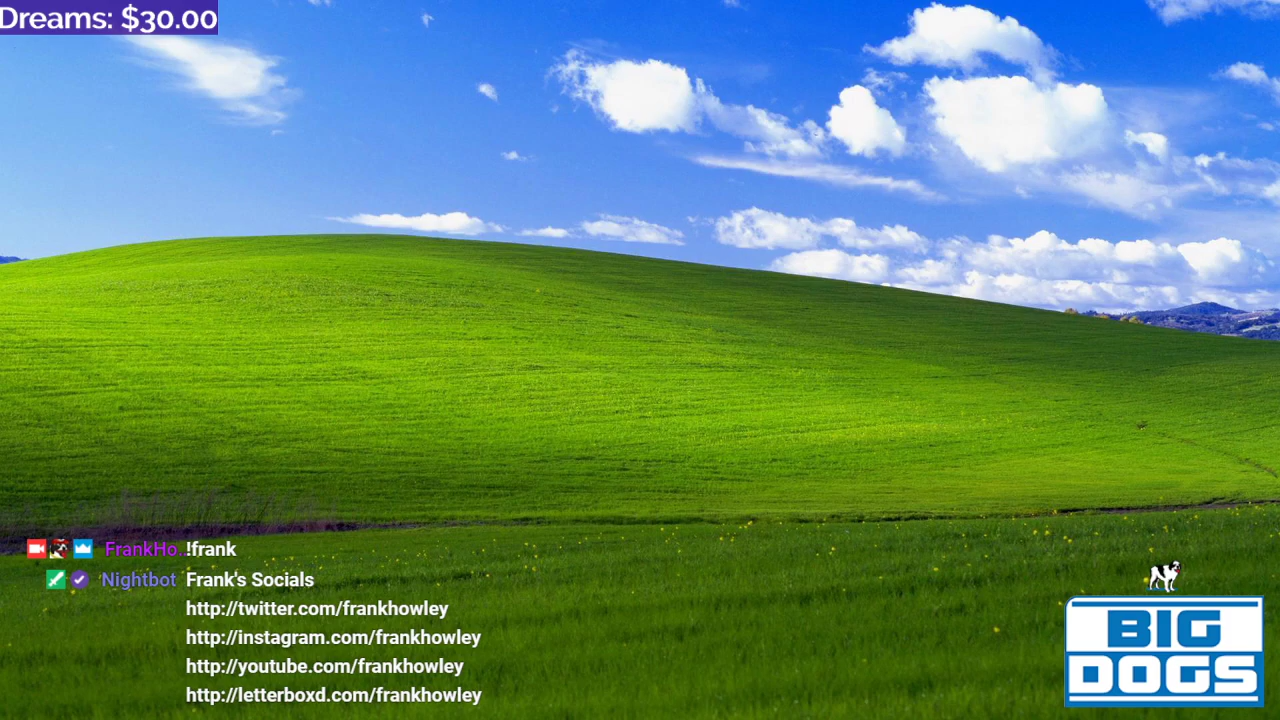 Dreams: $30.00
FrankHo.. !frank
Nightbot Frank's Socials
http://twitter.com/frankhowley
http://instagram.com/frankhowley
http://youtube.com/frankhowley
http://letterboxd.com/frankhowley
BIG
DOGS